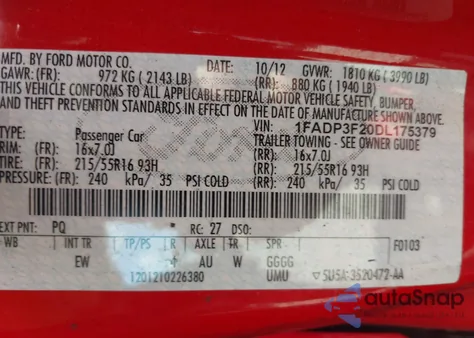 MFD. BY FORD MOTOR CO.
DATE: 10/12 GVWR: 1810 KG (3990 LB)
GAWR: (FR): 972 KG (2143 LB) (RR): 880 KG (1940 LB)
THIS VEHICLE CONFORMS TO ALL APPLICABLE FEDERAL MOTOR VEHICLE SAFETY, BUMPER,
AND THEFT PREVENTION STANDARDS IN EFFECT ON THE DATE OF MANUFACTURE SHOWN ABOVE.
VIN: 1FADP3F20DL175379
TYPE: Passenger Car TRAILER TOWING - SEE OWNER GUIDE
RIM: (FR): 16x7.0J (RR): 16x7.0J
TIRE: (FR): 215/55R16 93H (RR): 215/55R16 93H
PRESSURE: (FR): 240 kPa/ 35 PSI COLD (RR): 240 kPa/ 35 PSI COLD
EXT PNT: PQ RC: 27 DSO:
WB INT TR TP/PS R AXLE TR SPR F0103
EW AU W GGGG
1201210226380 UMU 5U5A-3520472-AA
autoSnap